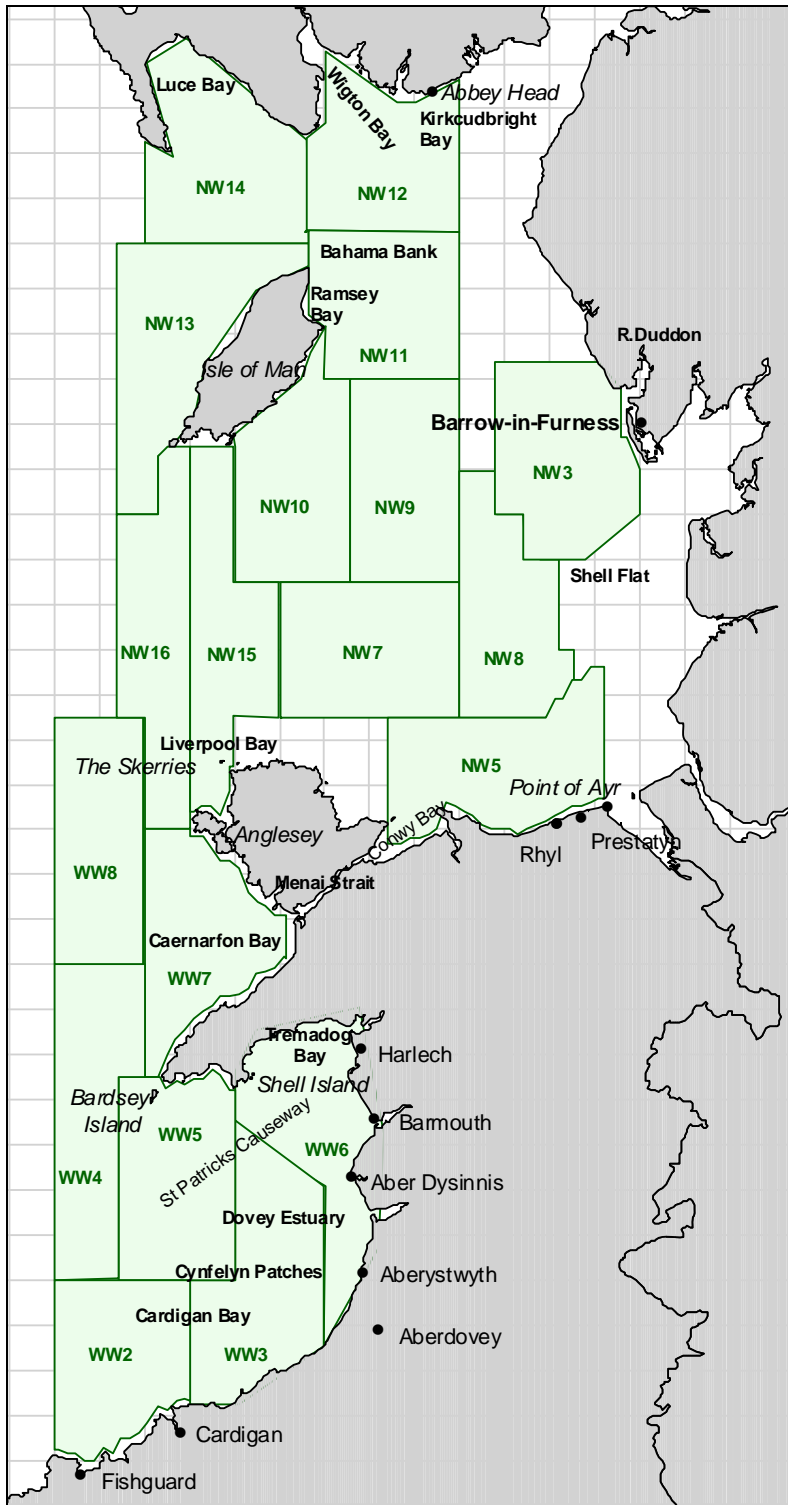 Luce Bay
Wigton Bay
Abbey Head
Kirkcudbright
Bay
NW14
NW12
Bahama Bank
Ramsey
Bay
NW13
R.Duddon
NW11
Isle of Man
Barrow-in-Furness
NW3
NW10
NW9
Shell Flat
NW16
NW15
NW7
NW8
Liverpool Bay
The Skerries
NW5
Point of Ayr
Anglesey
Conwy Bay
Prestatyn
Rhyl
WW8
Menai Strait
Caernarfon Bay
WW7
Tremadog
Bay
Harlech
Shell Island
Bardsey
Island
Barmouth
WW5
St Patricks Causeway
WW6
WW4
Aber Dysinnis
Dovey Estuary
Cynfelyn Patches
Aberystwyth
Cardigan Bay
Aberdovey
WW2
WW3
Cardigan
Fishguard